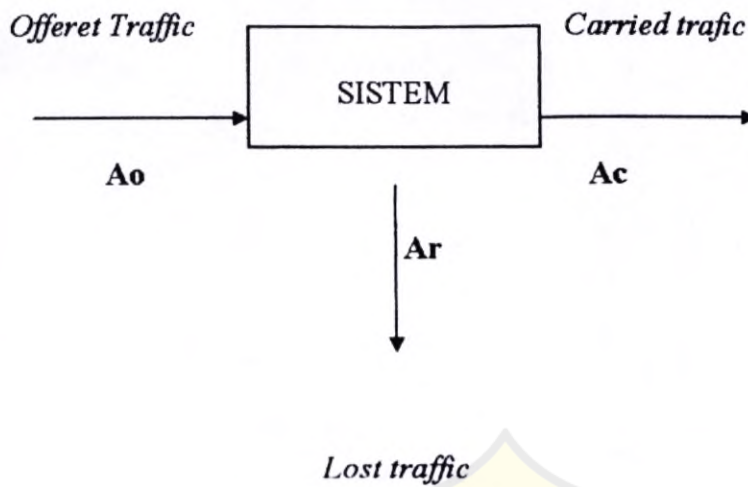 Offeret Traffic
Carried trafic
SISTEM
Ao
Ac
Ar
Lost traffic